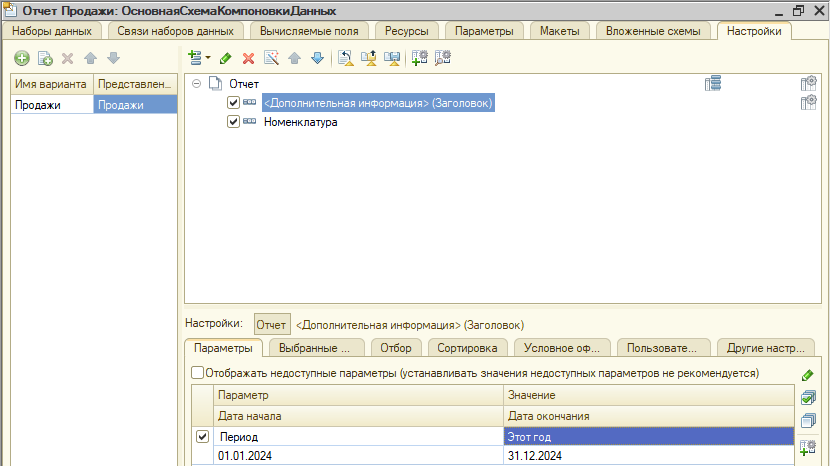 Отчет Продажи: ОсновнаяСхемаКомпоновкиДанных
Наборы данных Связи наборов данных Вычисляемые поля Ресурсы Параметры Макеты Вложенные схемы Настройки
Имя варианта Представлен...
Продажи Продажи
Отчет
<Дополнительная информация> (Заголовок)
Номенклатура
Настройки: Отчет <Дополнительная информация> (Заголовок)
Параметры Выбранные ... Отбор Сортировка Условное оф... Пользовате... Другие настр...
Отображать недоступные параметры (устанавливать значения недоступных параметров не рекомендуется)
Параметр Значение
Дата начала Дата окончания
Период Этот год
01.01.2024 31.12.2024